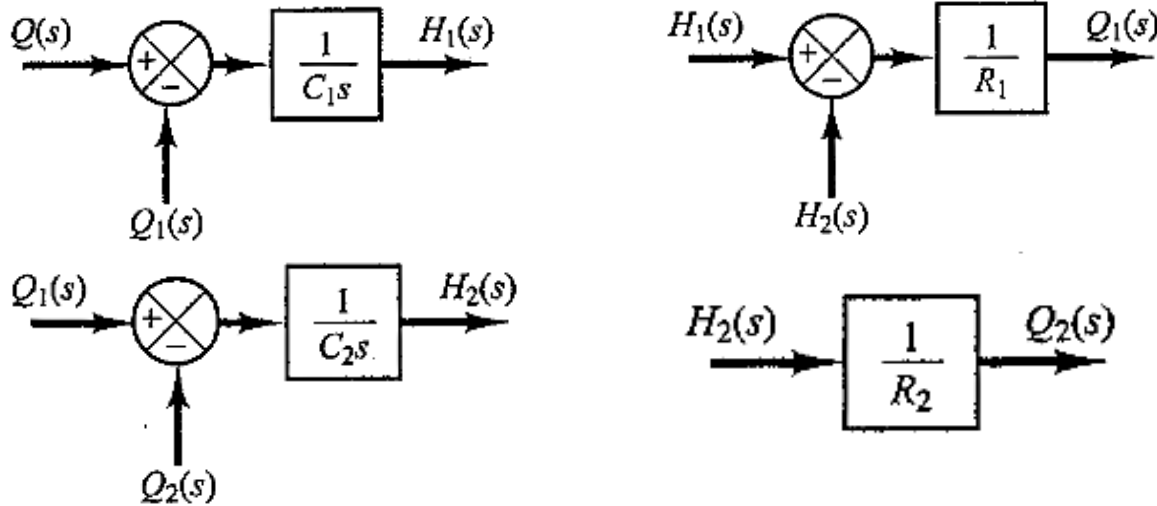 Q(s) + − 1/C₁s H₁(s)
Q₁(s)
H₁(s) + − 1/R₁ Q₁(s)
H₂(s)
Q₁(s) + − 1/C₂s H₂(s)
Q₂(s)
H₂(s) 1/R₂ Q₂(s)